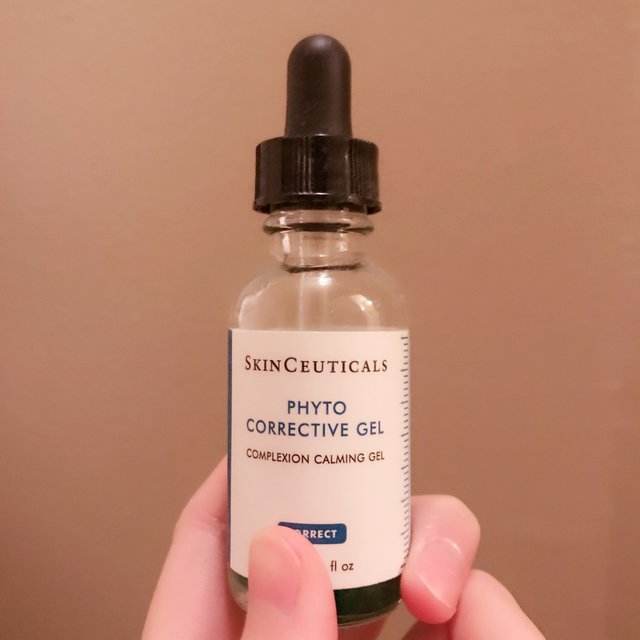 SKINCEUTICALS
PHYTO
CORRECTIVE GEL
COMPLEXION CALMING GEL
fl oz